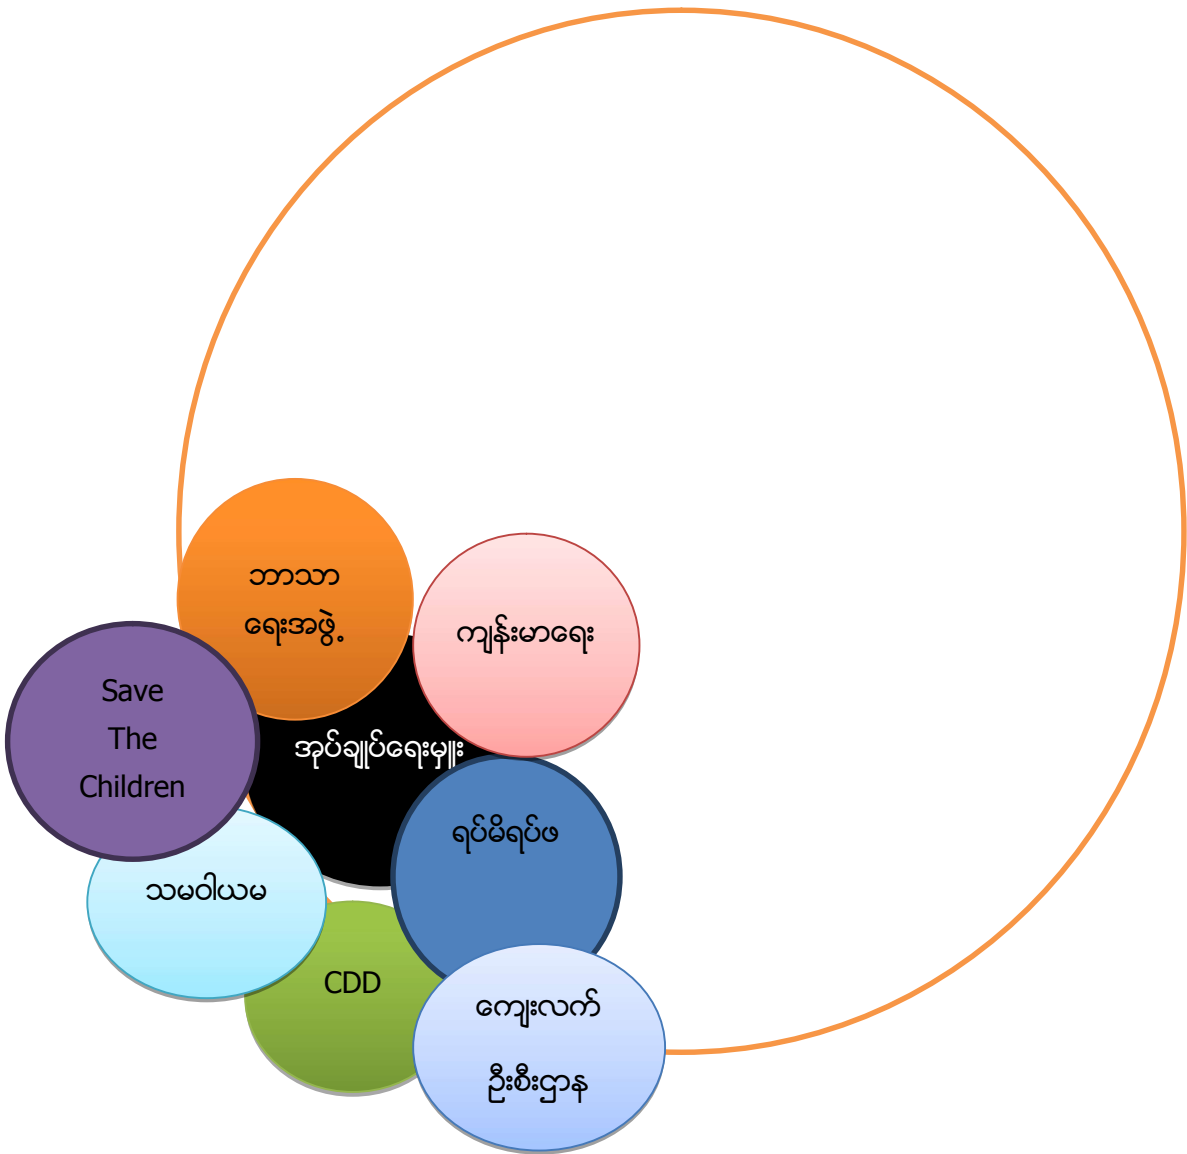 ဘာသာ
ရေးအဖွဲ့
ကျန်းမာရေး
Save
The
Children
အုပ်ချုပ်ရေးမှူး
ရပ်မိရပ်ဖ
သမဝါယမ
CDD
ကျေးလက်
ဦးစီးဌာန